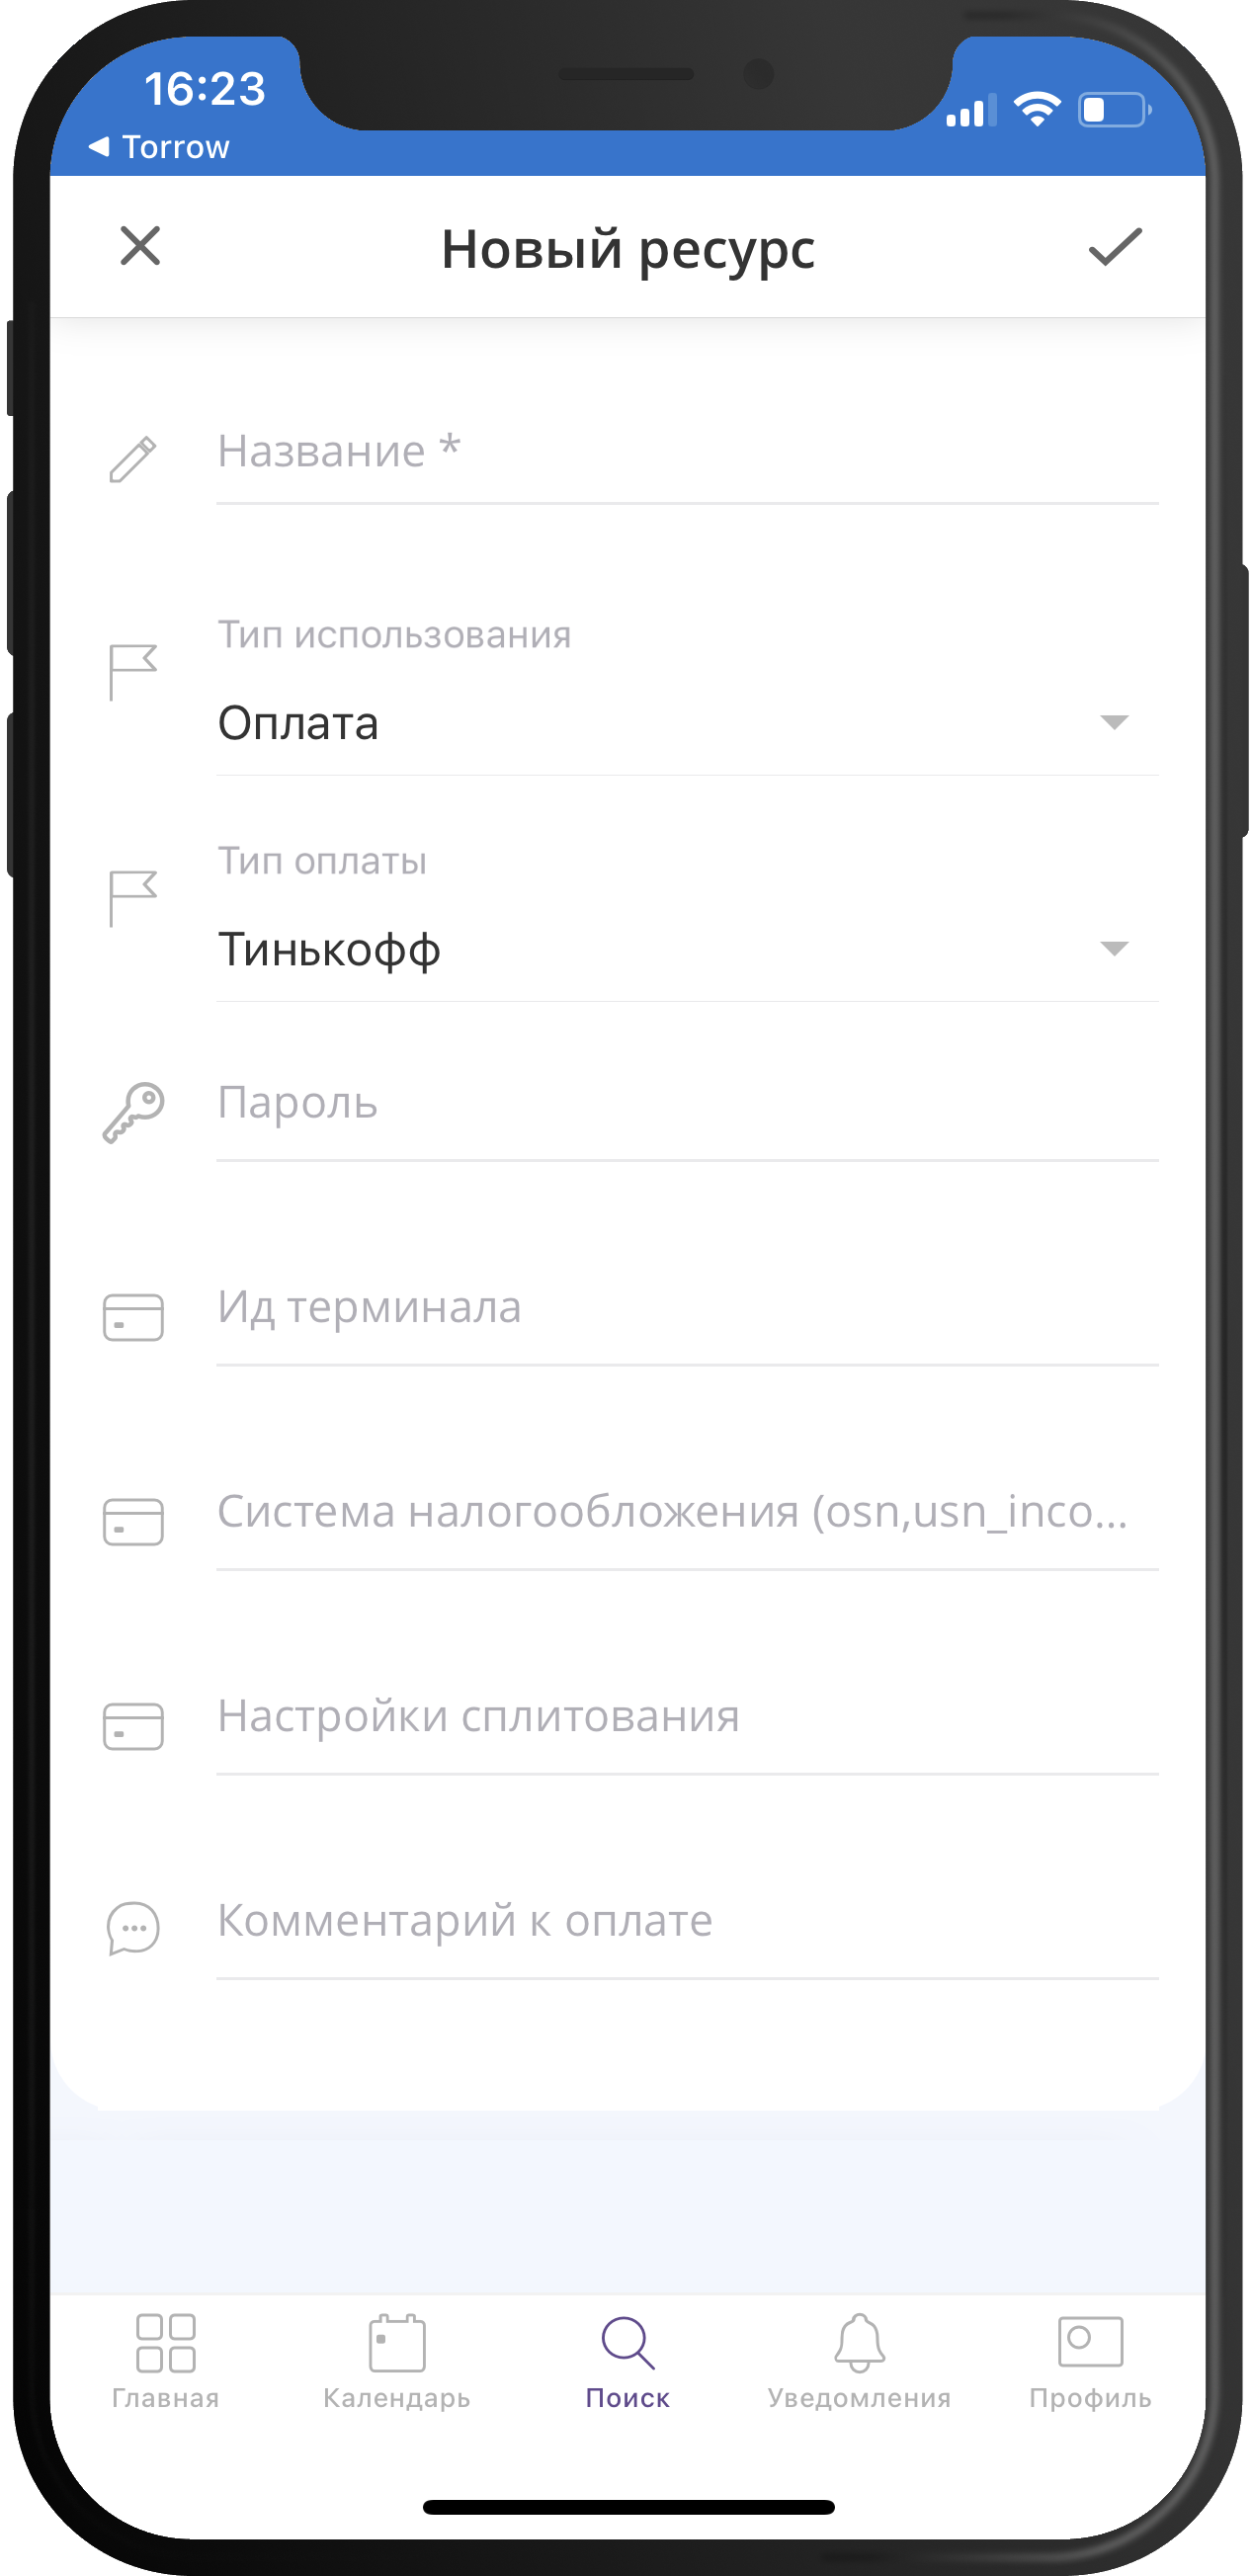 16:23
Torrow
Новый ресурс
Название *
Тип использования
Оплата
Тип оплаты
Тинькофф
Пароль
Ид терминала
Система налогообложения (osn,usn_inco...
Настройки сплитования
Комментарий к оплате
Главная Календарь Поиск Уведомления Профиль